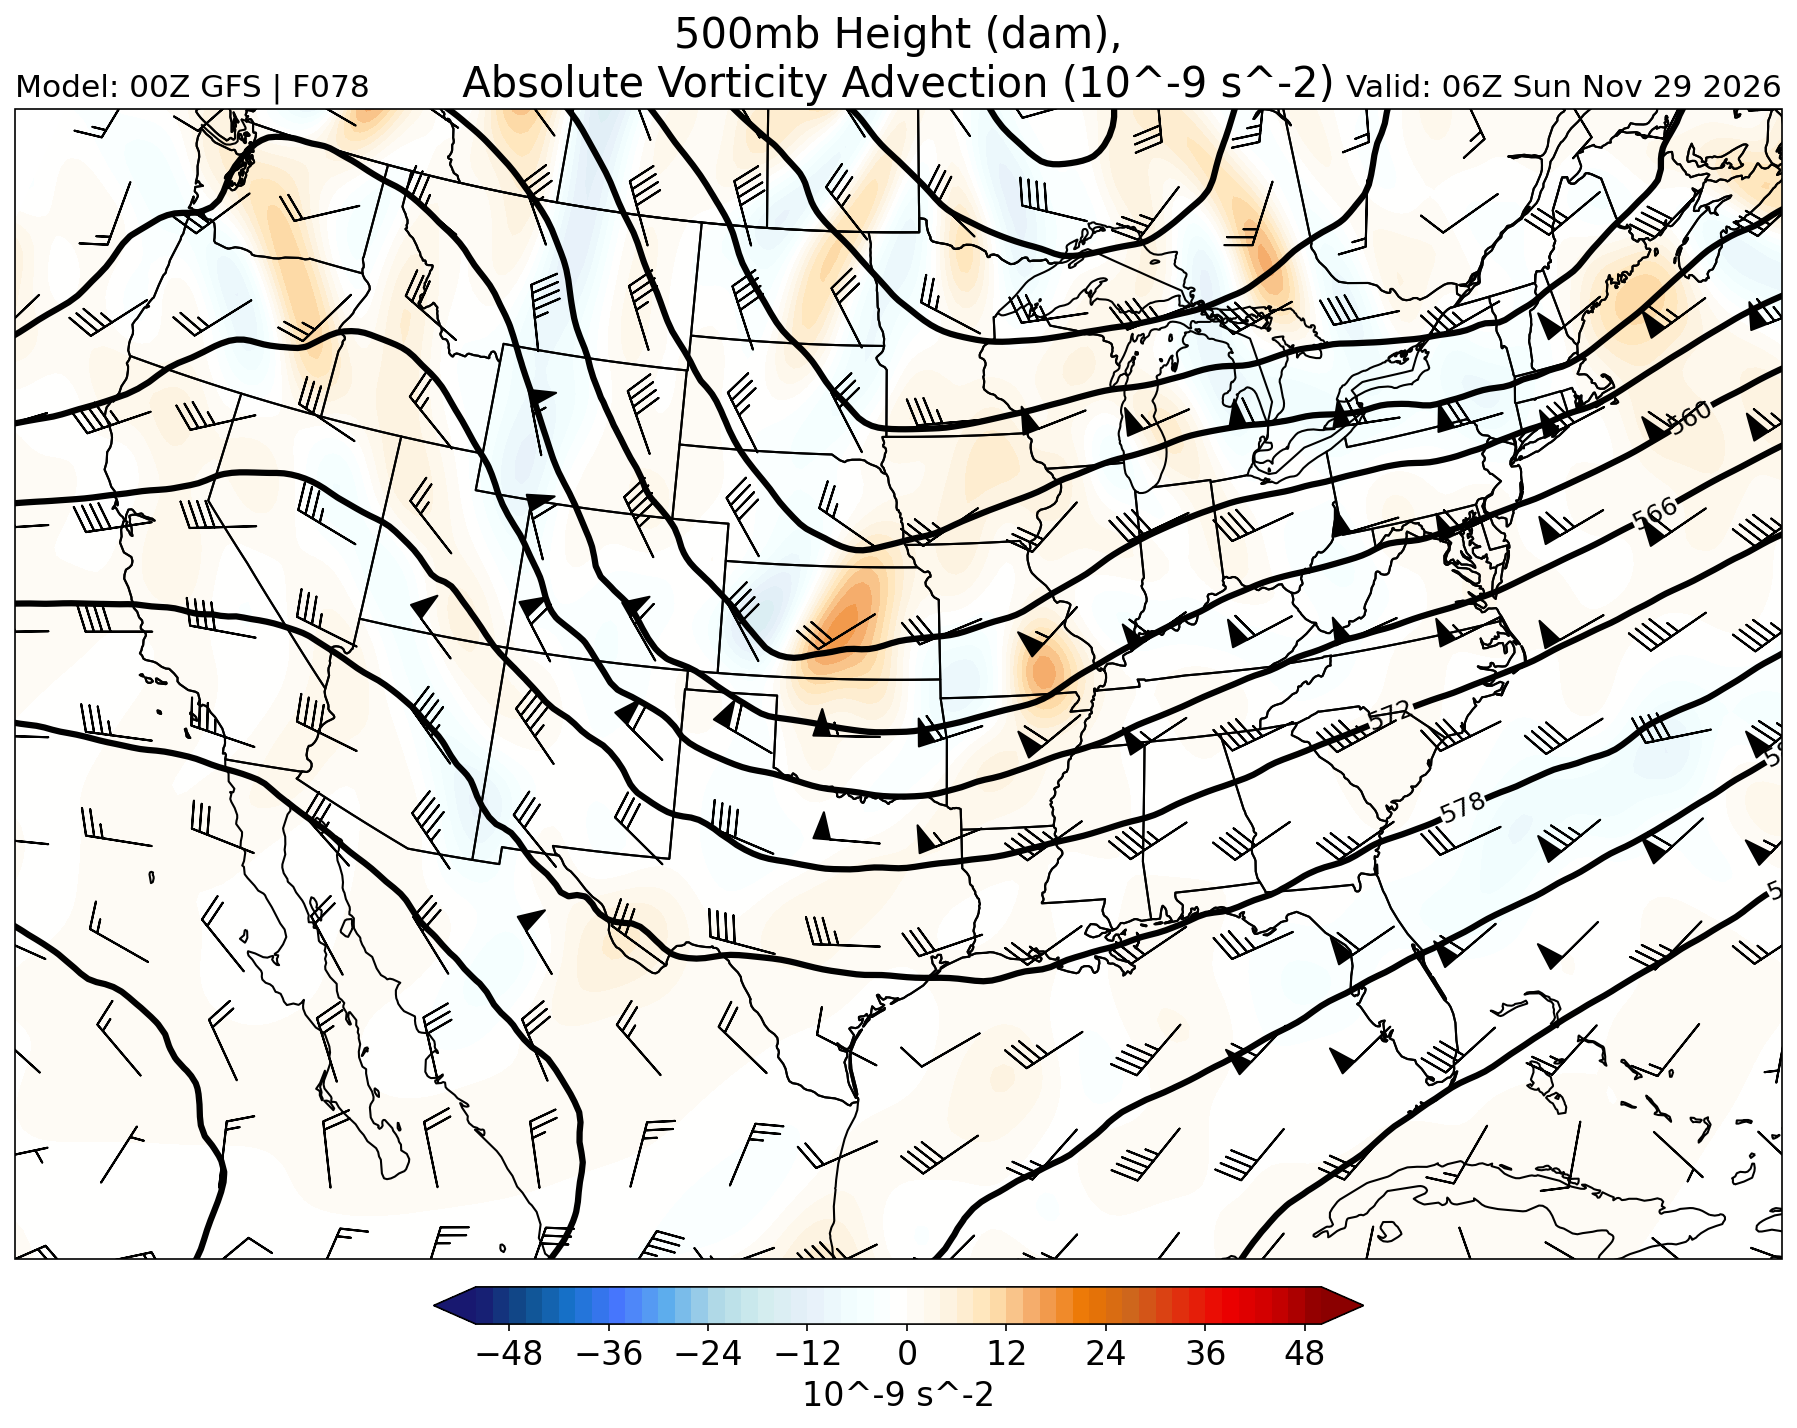 500mb Height (dam),
Model: 00Z GFS | F078
Absolute Vorticity Advection (10^-9 s^-2)
Valid: 06Z Sun Nov 29 2026
560
566
572
578
−48 −36 −24 −12 0 12 24 36 48
10^-9 s^-2